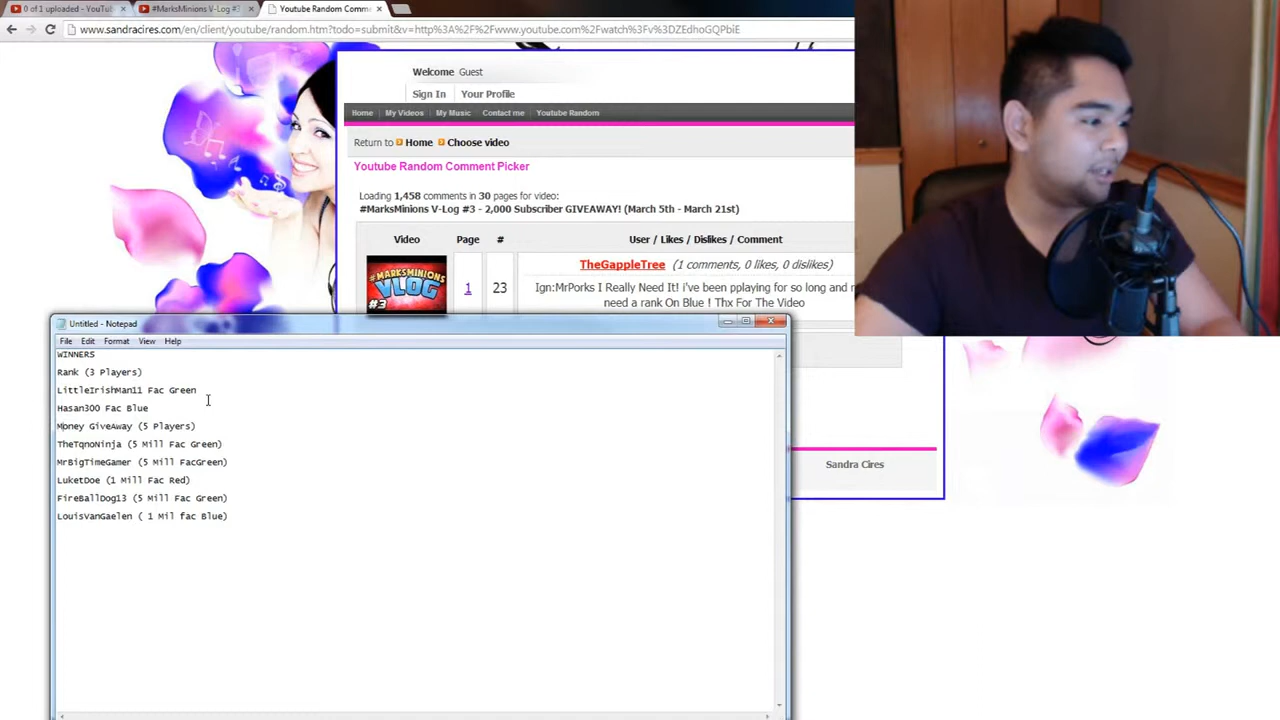 0 of 1 uploaded - YouTu
#MarksMinions V-Log #3 -
Youtube Random Comme
www.sandracires.com/en/client/youtube/random.htm?todo=submit&v=http%3A%2F%2Fwww.youtube.com%2Fwatch%3Fv%3DZEdhoGQPbiE
Welcome Guest
Sign In Your Profile
Home My Videos My Music Contact me Youtube Random
Return to Home Choose video
Youtube Random Comment Picker
Loading 1,458 comments in 30 pages for video:
#MarksMinions V-Log #3 - 2,000 Subscriber GIVEAWAY! (March 5th - March 21st)
Video Page # User / Likes / Dislikes / Comment
#MARKSMINIONS
VLOG
#3
1 23
TheGappleTree (1 comments, 0 likes, 0 dislikes)
Ign:MrPorks I Really Need It! i've been pplaying for so long and n
need a rank On Blue ! Thx For The Video
Untitled - Notepad
File Edit Format View Help
WINNERS
Rank (3 Players)
LittleIrishMan11 Fac Green
Hasan300 Fac Blue
Money GiveAway (5 Players)
TheTqnoNinja (5 Mill Fac Green)
MrBigTimeGamer (5 Mill FacGreen)
LuketDoe (1 Mill Fac Red)
FireBallDog13 (5 Mill Fac Green)
LouisVanGaelen ( 1 Mil fac Blue)
Sandra Cires